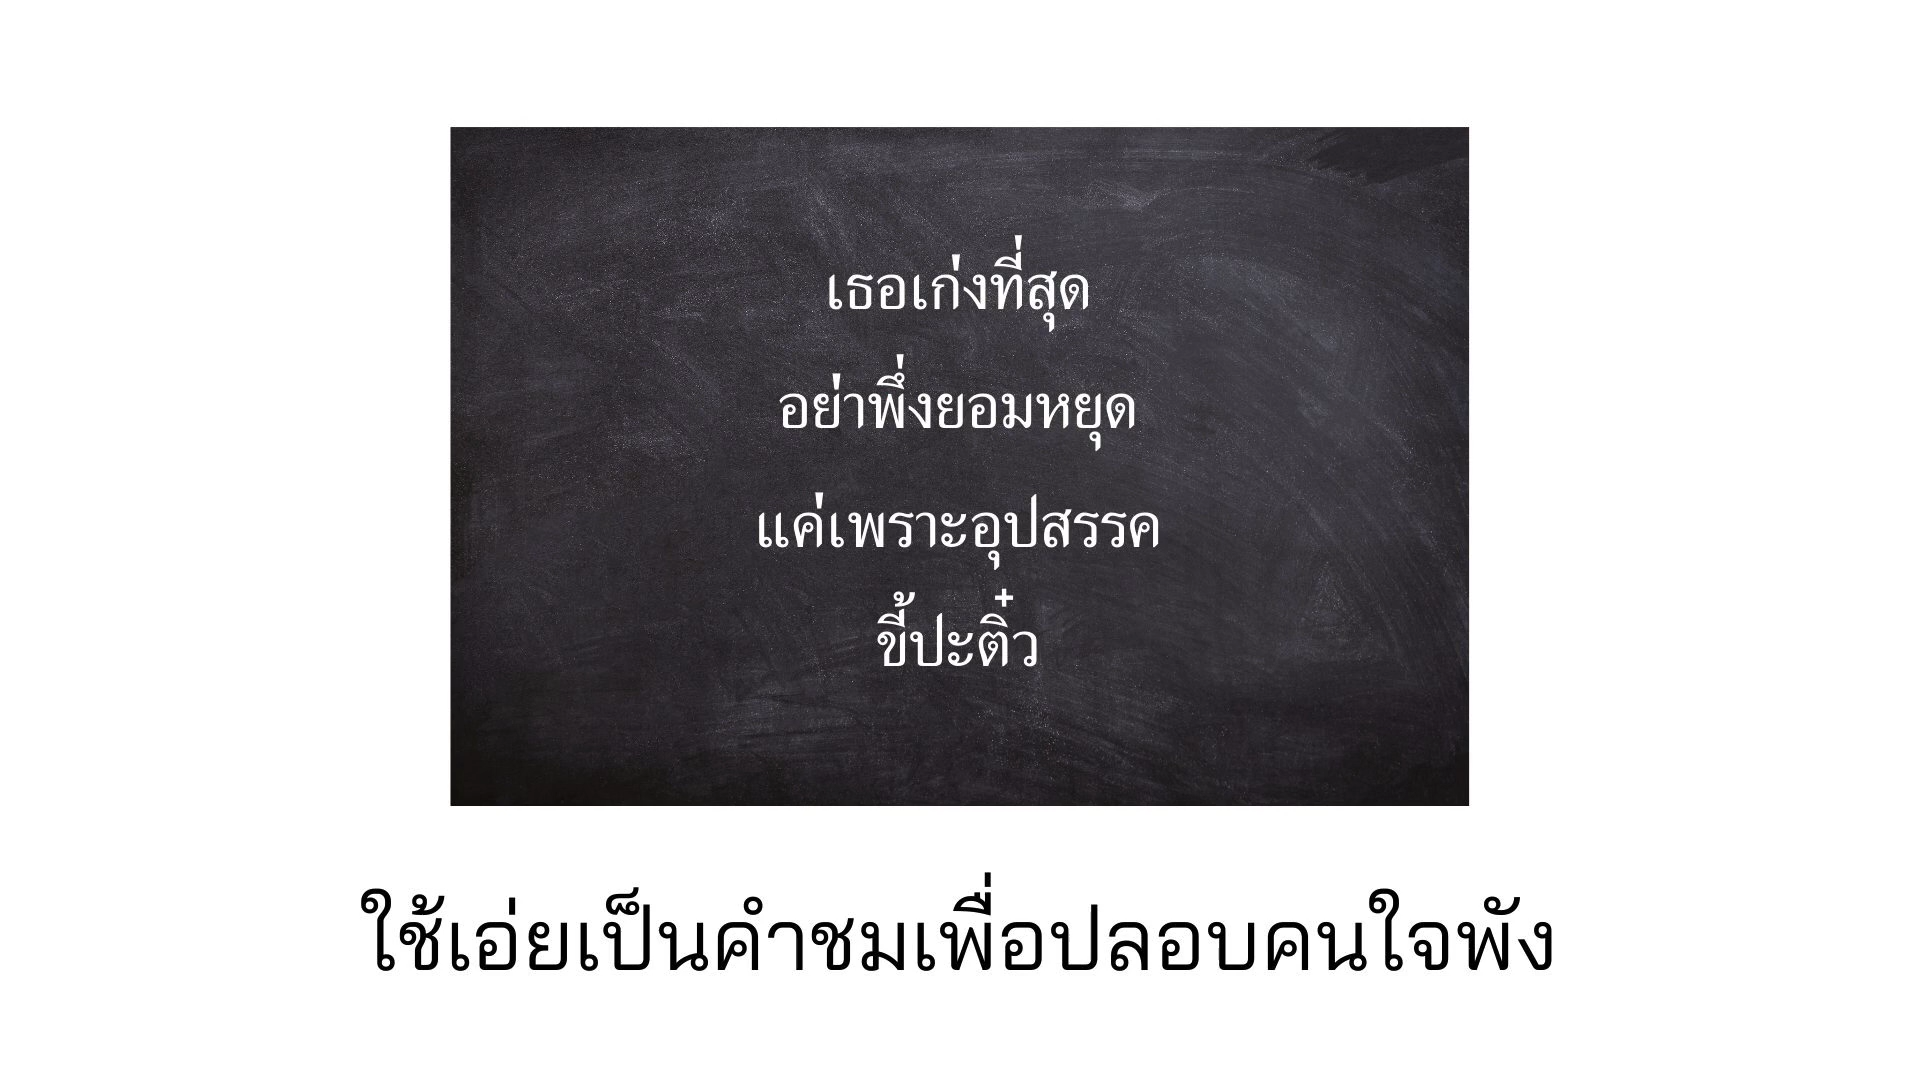 เธอเก่งที่สุด
อย่าพึ่งยอมหยุด
แค่เพราะอุปสรรค
ขี้ปะติ๋ว
ใช้เอ่ยเป็นคำชมเพื่อปลอบคนใจพัง